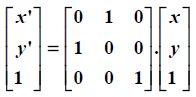 [x'] [0 1 0] [x]
[y'] = [1 0 0] . [y]
[1] [0 0 1] [1]